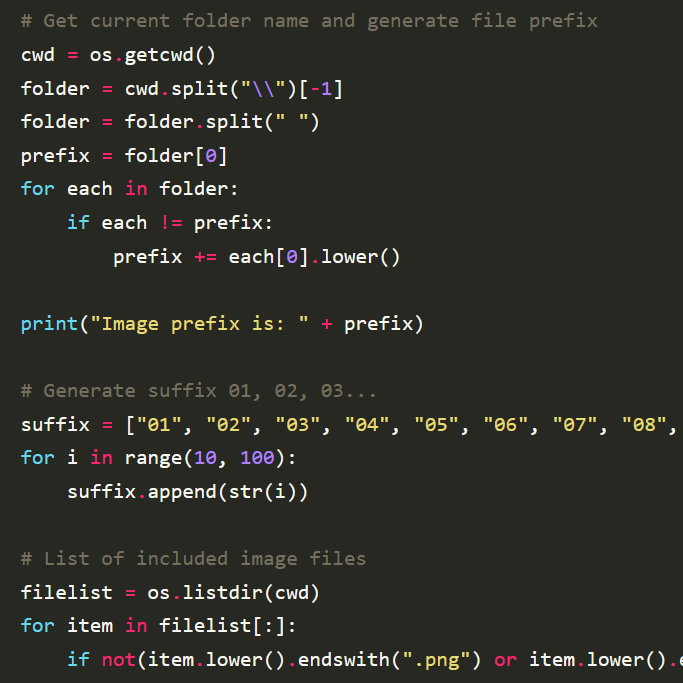 # Get current folder name and generate file prefix
cwd = os.getcwd()
folder = cwd.split("\\")[-1]
folder = folder.split(" ")
prefix = folder[0]
for each in folder:
    if each != prefix:
        prefix += each[0].lower()

print("Image prefix is: " + prefix)

# Generate suffix 01, 02, 03...
suffix = ["01", "02", "03", "04", "05", "06", "07", "08",
for i in range(10, 100):
    suffix.append(str(i))

# List of included image files
filelist = os.listdir(cwd)
for item in filelist[:]:
    if not(item.lower().endswith(".png") or item.lower().